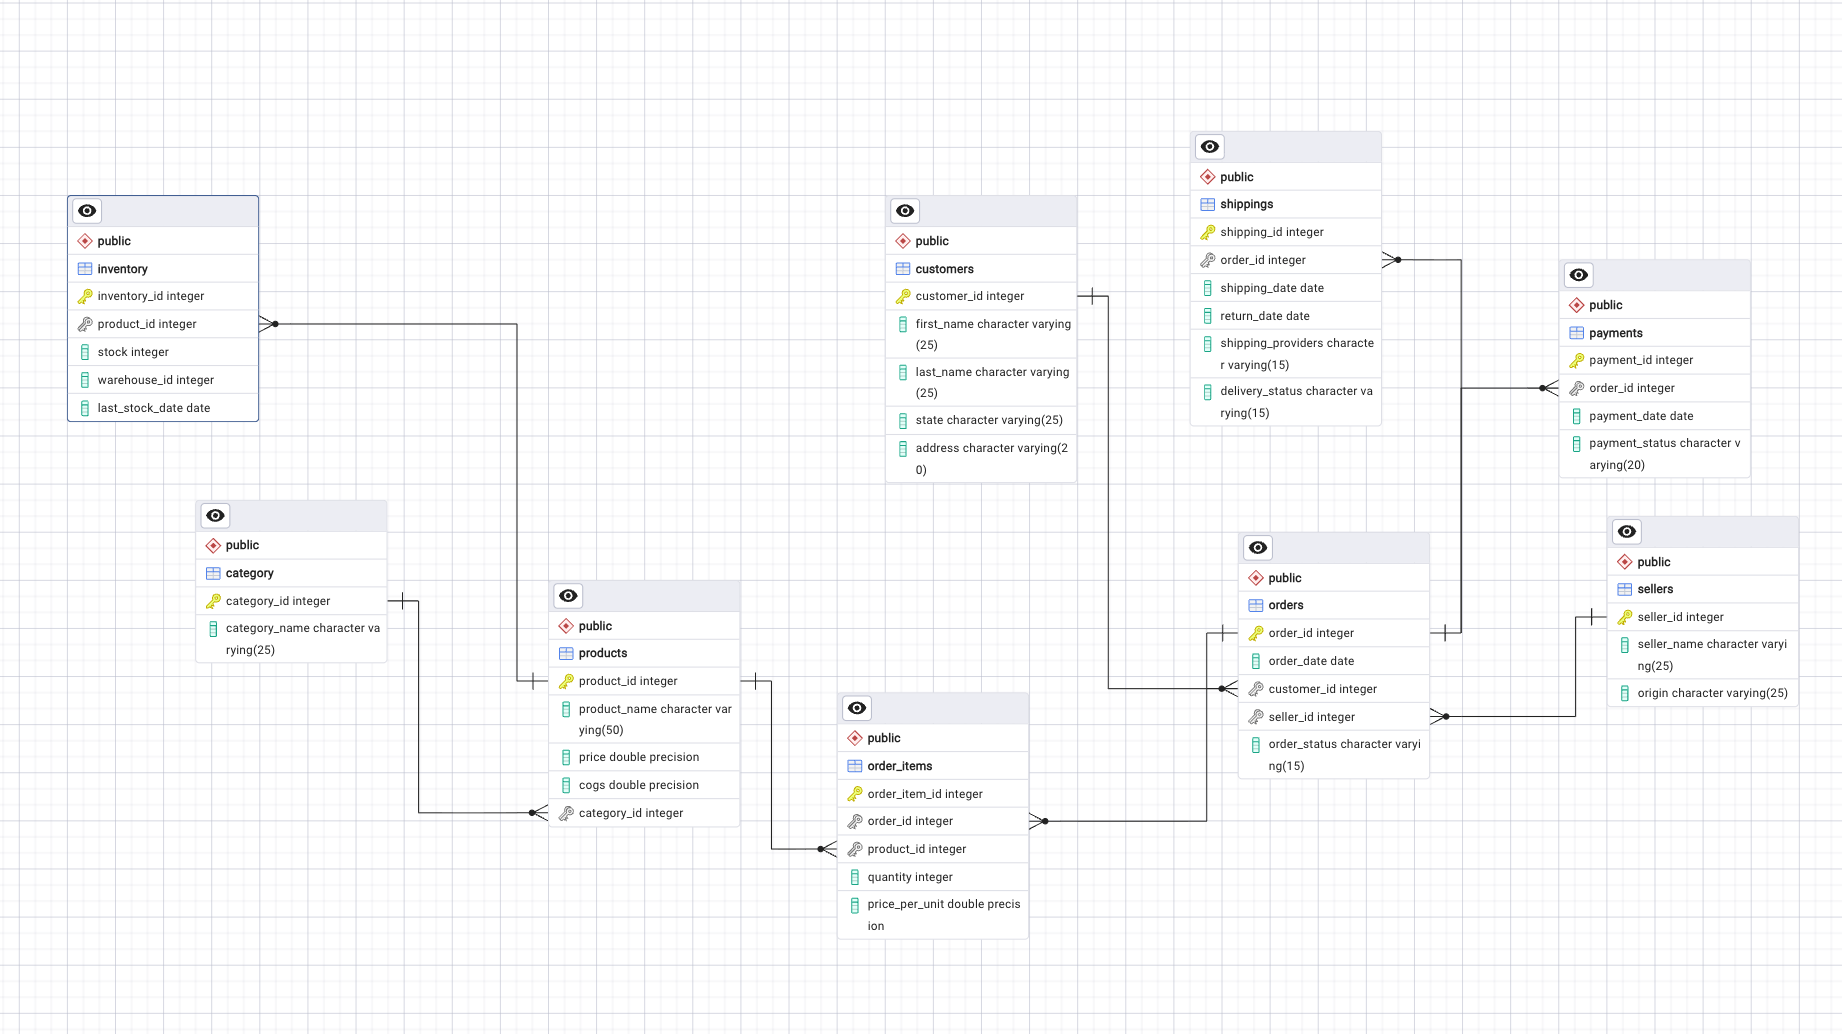 public
inventory
inventory_id integer
product_id integer
stock integer
warehouse_id integer
last_stock_date date
public
category
category_id integer
category_name character va
rying(25)
public
products
product_id integer
product_name character var
ying(50)
price double precision
cogs double precision
category_id integer
public
customers
customer_id integer
first_name character varying
(25)
last_name character varying
(25)
state character varying(25)
address character varying(2
0)
public
order_items
order_item_id integer
order_id integer
product_id integer
quantity integer
price_per_unit double precis
ion
public
shippings
shipping_id integer
order_id integer
shipping_date date
return_date date
shipping_providers characte
r varying(15)
delivery_status character va
rying(15)
public
orders
order_id integer
order_date date
customer_id integer
seller_id integer
order_status character varyi
ng(15)
public
payments
payment_id integer
order_id integer
payment_date date
payment_status character v
arying(20)
public
sellers
seller_id integer
seller_name character varyi
ng(25)
origin character varying(25)